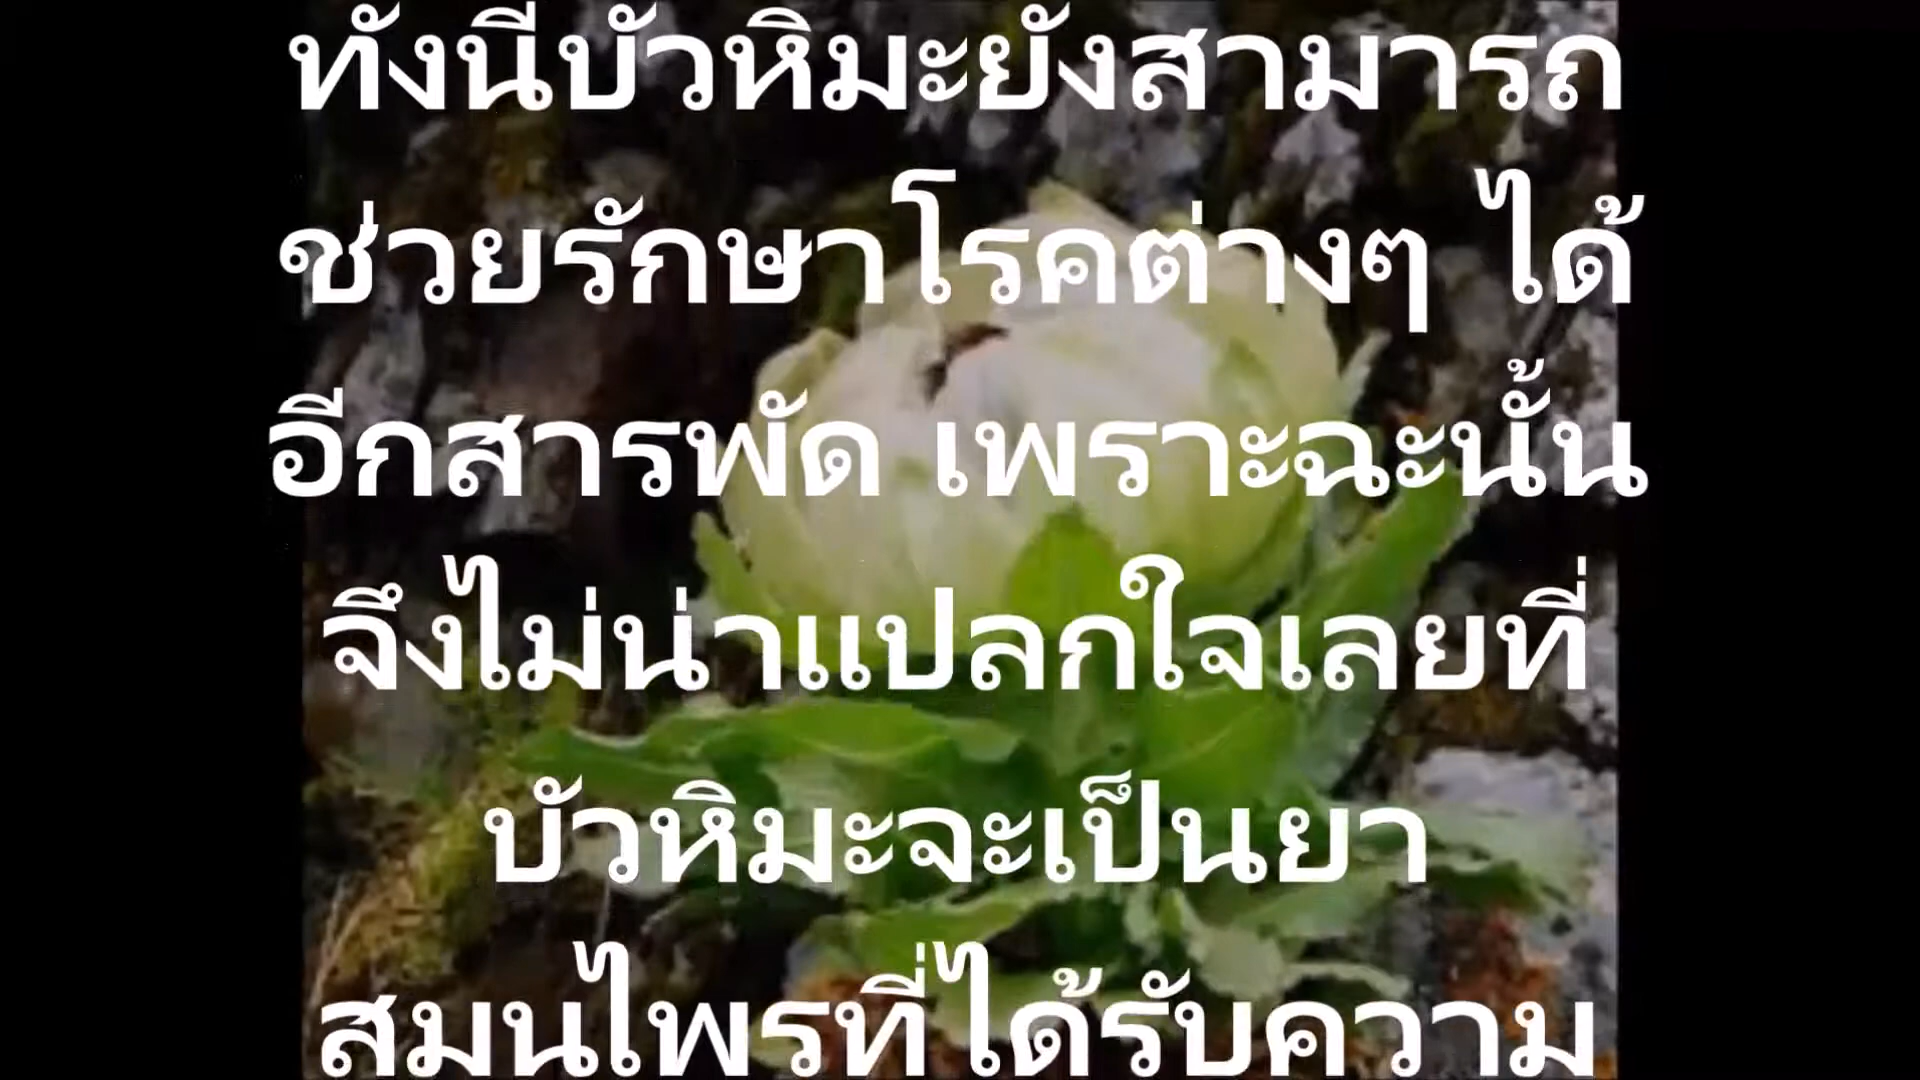 ทั้งนี้บัวหิมะยังสามารถ
ช่วยรักษาโรคต่างๆ ได้
อีกสารพัด เพราะฉะนั้น
จึงไม่น่าแปลกใจเลยที่
บัวหิมะจะเป็นยา
สมุนไพรที่ได้รับความ